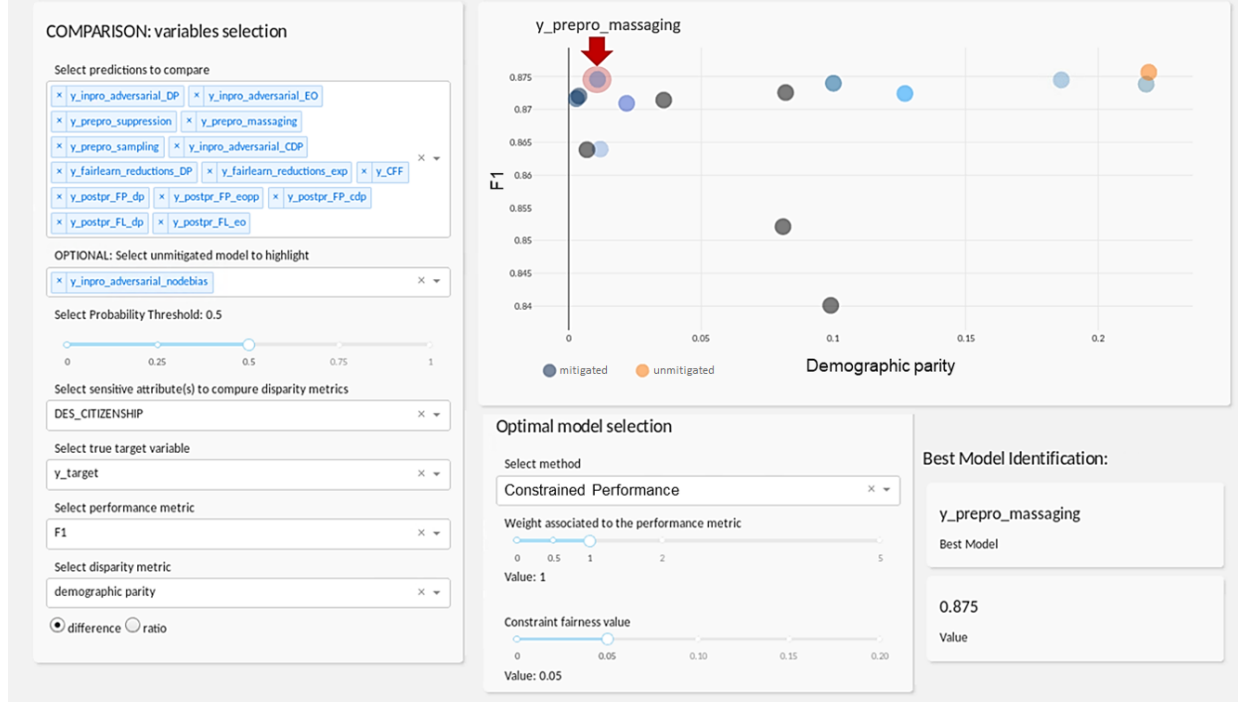 COMPARISON: variables selection
Select predictions to compare
× y_inpro_adversarial_DP × y_inpro_adversarial_EO
× y_prepro_suppression × y_prepro_massaging
× y_prepro_sampling × y_inpro_adversarial_CDP
× y_fairlearn_reductions_DP × y_fairlearn_reductions_exp × y_CFF
× y_postpr_FP_dp × y_postpr_FP_eopp × y_postpr_FP_cdp
× y_postpr_FL_dp × y_postpr_FL_eo
×
OPTIONAL: Select unmitigated model to highlight
× y_inpro_adversarial_nodebias ×
Select Probability Threshold: 0.5
0 0.25 0.5 0.75 1
Select sensitive attribute(s) to compure disparity metrics
DES_CITIZENSHIP ×
Select true target variable
y_target ×
Select performance metric
F1 ×
Select disparity metric
demographic parity ×
difference ratio
y_prepro_massaging
0.875
0.87
0.865
0.86
0.855
0.85
0.845
0.84
F1
0 0.05 0.1 0.15 0.2
Demographic parity
mitigated unmitigated
Optimal model selection
Select method
Constrained Performance ×
Weight associated to the performance metric
0 0.5 1 2 5
Value: 1
Constraint fairness value
0 0.05 0.10 0.15 0.20
Value: 0.05
Best Model Identification:
y_prepro_massaging
Best Model
0.875
Value